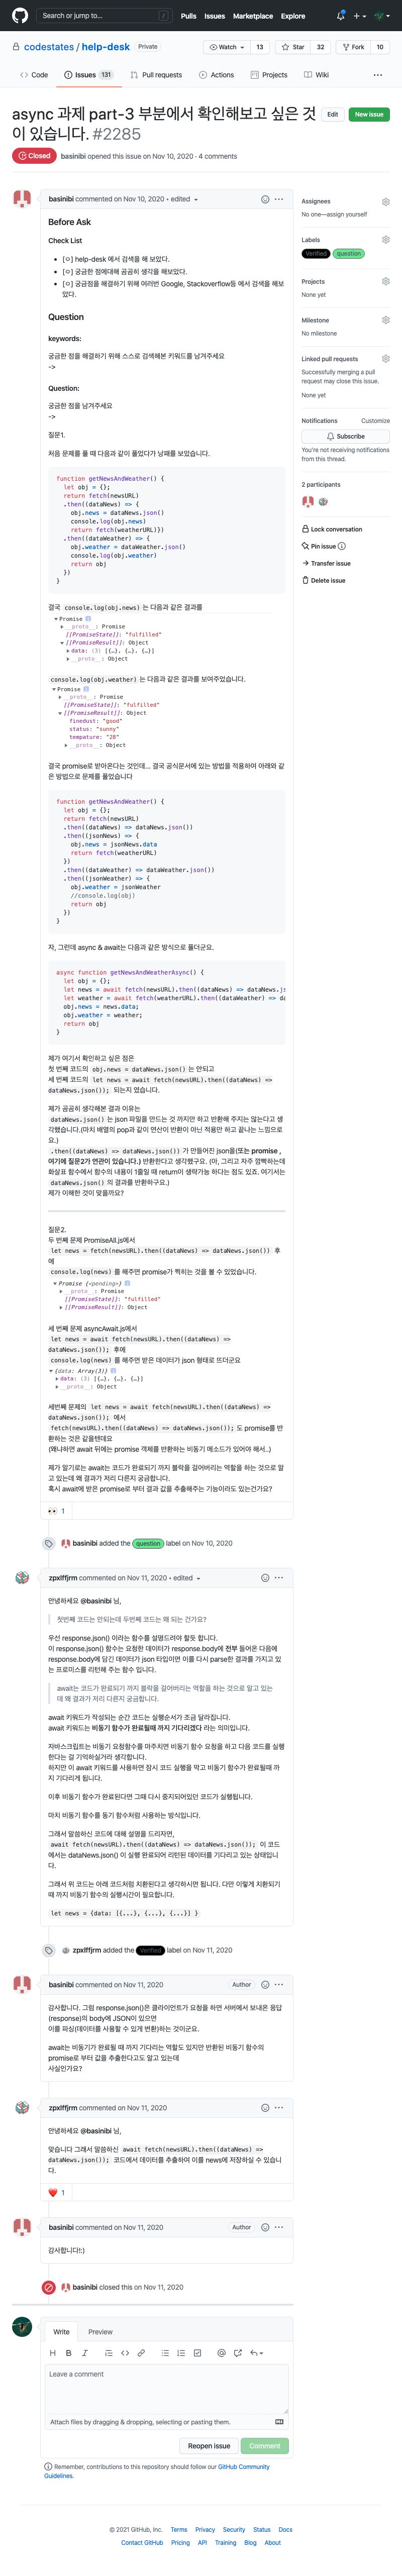 Search or jump to...
/
Pulls Issues Marketplace Explore
codestates / help-desk Private
Watch 13 Star 32 Fork 10
Code Issues 131 Pull requests Actions Projects Wiki
async 과제 part-3 부분에서 확인해보고 싶은 것
이 있습니다. #2285
Edit New issue
Closed basinibi opened this issue on Nov 10, 2020 · 4 comments
basinibi commented on Nov 10, 2020 • edited
Before Ask
Check List
• [ㅇ] help-desk 에서 검색을 해 보았다.
• [ㅇ] 궁금한 점에대해 곰곰히 생각을 해보았다.
• [ㅇ] 궁금점을 해결하기 위해 여러번 Google, Stackoverflow등 에서 검색을 해보
았다.
Question
keywords:
궁금한 점을 해결하기 위해 스스로 검색해본 키워드를 남겨주세요
->
Question:
궁금한 점을 남겨주세요
->
질문1.
처음 문제를 풀 때 다음과 같이 풀었다가 낭패를 보았습니다.
function getNewsAndWeather() {
let obj = {};
return fetch(newsURL)
.then((dataNews) => {
obj.news = dataNews.json()
console.log(obj.news)
return fetch(weatherURL)})
.then((dataWeather) => {
obj.weather = dataWeather.json()
console.log(obj.weather)
return obj
})
}
결국 console.log(obj.news) 는 다음과 같은 결과를
▼Promise
▶__proto__: Promise
[[PromiseState]]: "fulfilled"
▼[[PromiseResult]]: Object
▶data: (3) [{…}, {…}, {…}]
▶__proto__: Object
console.log(obj.weather) 는 다음과 같은 결과를 보여주었습니다.
▼Promise
▶__proto__: Promise
[[PromiseState]]: "fulfilled"
▼[[PromiseResult]]: Object
finedust: "good"
status: "sunny"
tempature: "28"
▶__proto__: Object
결국 promise로 받아온다는 것인데... 결국 공식문서에 있는 방법을 적용하여 아래와 같
은 방법으로 문제를 풀었습니다
function getNewsAndWeather() {
let obj = {};
return fetch(newsURL)
.then((dataNews) => dataNews.json())
.then((jsonNews) => {
obj.news = jsonNews.data
return fetch(weatherURL)
})
.then((dataWeather) => dataWeather.json())
.then((jsonWeather) => {
obj.weather = jsonWeather
//console.log(obj)
return obj
})
}
자, 그런데 async & await는 다음과 같은 방식으로 풀더군요.
async function getNewsAndWeatherAsync() {
let obj = {};
let news = await fetch(newsURL).then((dataNews) => dataNews.js
let weather = await fetch(weatherURL).then((dataWeather) => da
obj.news = news.data;
obj.weather = weather;
return obj
}
제가 여기서 확인하고 싶은 점은
첫 번째 코드의 obj.news = dataNews.json() 는 안되고
세 번째 코드의 let news = await fetch(newsURL).then((dataNews) =>
dataNews.json()); 되는지 였습니다.
제가 곰곰히 생각해본 결과 이유는
dataNews.json() 는 json 파일을 만드는 것 까지만 하고 반환해 주지는 않는다고 생
각했습니다.(마치 배열의 pop과 같이 연산이 반환이 아닌 적용만 하고 끝나는 느낌으로
요.)
.then((dataNews) => dataNews.json()) 가 만들어진 json을(또는 promise ,
여기에 질문2가 연관이 있습니다.) 반환한다고 생각했구요. (아, 그리고 자주 깜빡하는데
화살표 함수에서 함수의 내용이 1줄일 때 return이 생략가능 하다는 점도 있죠. 여기서는
dataNews.json() 의 결과를 반환하구요.)
제가 이해한 것이 맞을까요?
질문2.
두 번째 문제 PromiseAll.js에서
let news = fetch(newsURL).then((dataNews) => dataNews.json()) 후
에
console.log(news) 를 해주면 promise가 찍히는 것을 볼 수 있었습니다.
▼Promise {<pending>}
▶__proto__: Promise
[[PromiseState]]: "fulfilled"
▶[[PromiseResult]]: Object
세 번째 문제 asyncAwait.js에서
let news = await fetch(newsURL).then((dataNews) =>
dataNews.json()); 후에
console.log(news) 를 해주면 받은 데이터가 json 형태로 뜨더군요
▼{data: Array(3)}
▶data: (3) [{…}, {…}, {…}]
▶__proto__: Object
세번째 문제의 let news = await fetch(newsURL).then((dataNews) =>
dataNews.json()); 에서
fetch(newsURL).then((dataNews) => dataNews.json()); 도 promise를 반
환하는 것은 같을텐데요
(왜냐하면 await 뒤에는 promise 객체를 반환하는 비동기 메소드가 있어야 해서..)
제가 알기로는 await는 코드가 완료되기 까지 블락을 걸어버리는 역할을 하는 것으로 알
고 있는데 왜 결과가 저리 다른지 궁금합니다.
혹시 await에 받은 promise로 부터 결과 값을 추출해주는 기능이라도 있는건가요?
👀 1
basinibi added the question label on Nov 10, 2020
zpxlffjrm commented on Nov 11, 2020 • edited
안녕하세요 @basinibi 님,
첫번째 코드는 안되는데 두번째 코드는 왜 되는 건가요?
우선 response.json() 이라는 함수를 설명드려야 할듯 합니다.
이 response.json() 함수는 요청한 데이터가 response.body에 전부 들어온 다음에
response.body에 담긴 데이터가 json 타입이면 이를 다시 parse한 결과를 가지고 있
는 프로미스를 리턴해 주는 함수 입니다.
await는 코드가 완료되기 까지 블락을 걸어버리는 역할을 하는 것으로 알고 있는
데 왜 결과가 저리 다른지 궁금합니다.
await 키워드가 작성되는 순간 코드는 실행순서가 조금 달라집니다.
await 키워드는 비동기 함수가 완료될때 까지 기다리겠다 라는 의미입니다.
자바스크립트는 비동기 요청함수를 마주치면 비동기 함수 요청을 하고 다음 코드를 실행
한다는 걸 기억하실거라 생각합니다.
하지만 이 await 키워드를 사용하면 잠시 코드 실행을 막고 비동기 함수가 완료될때 까
지 기다리게 됩니다.
이후 비동기 함수가 완료된다면 그때 다시 중지되어있던 코드가 실행됩니다.
마치 비동기 함수를 동기 함수처럼 사용하는 방식입니다.
그래서 말씀하신 코드에 대해 설명을 드리자면,
await fetch(newsURL).then((dataNews) => dataNews.json()); 이 코드
에서는 dataNews.json() 이 실행 완료되어 리턴된 데이터를 기다리고 있는 상태입니
다.
그래서 위 코드는 아래 코드처럼 치환된다고 생각하시면 됩니다. 다만 이렇게 치환되기
때 까지 비동기 함수의 실행시간이 필요합니다.
let news = {data: [{...}, {...}, {...}] }
zpxlffjrm added the Verified label on Nov 11, 2020
basinibi commented on Nov 11, 2020 Author
감사합니다. 그럼 response.json()은 클라이언트가 요청을 하면 서버에서 보내온 응답
(response)의 body에 JSON이 있으면
이를 파싱(데이터를 사용할 수 있게 변환)하는 것이군요.
await는 비동기가 완료될 때 까지 기다리는 역할도 있지만 반환된 비동기 함수의
promise로 부터 값을 추출한다고도 알고 있는데
사실인가요?
zpxlffjrm commented on Nov 11, 2020
안녕하세요 @basinibi 님,
맞습니다 그래서 말씀하신 await fetch(newsURL).then((dataNews) =>
dataNews.json()); 코드에서 데이터를 추출하여 이를 news에 저장하실 수 있습니
다.
❤️ 1
basinibi commented on Nov 11, 2020 Author
감사합니다!:)
basinibi closed this on Nov 11, 2020
Write Preview
Leave a comment
Attach files by dragging & dropping, selecting or pasting them.
Reopen issue Comment
Remember, contributions to this repository should follow our GitHub Community
Guidelines.
Assignees
No one—assign yourself
Labels
Verified question
Projects
None yet
Milestone
No milestone
Linked pull requests
Successfully merging a pull
request may close this issue.
None yet
Notifications Customize
Subscribe
You're not receiving notifications
from this thread.
2 participants
Lock conversation
Pin issue
Transfer issue
Delete issue
© 2021 GitHub, Inc. Terms Privacy Security Status Docs
Contact GitHub Pricing API Training Blog About